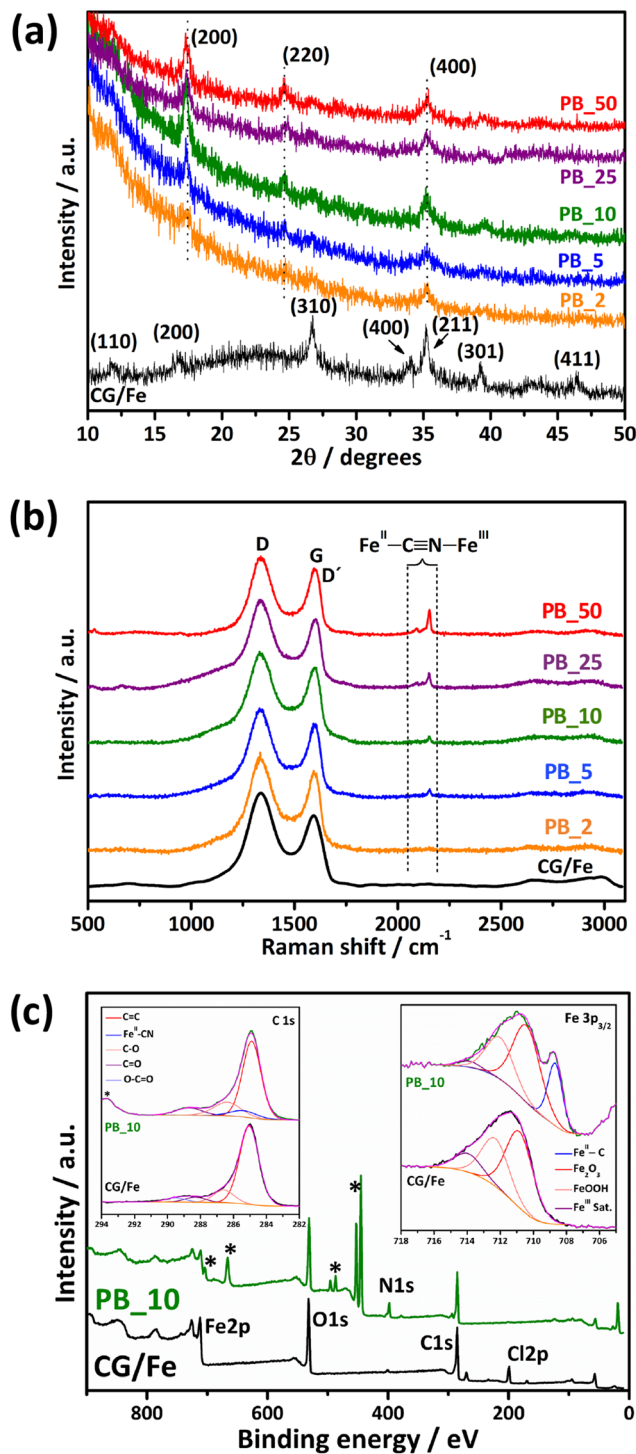 (a)
(200)
(220)
(400)
PB_50
PB_25
PB_10
PB_5
PB_2
(110)
(200)
(310)
(400)
(211)
(301)
(411)
CG/Fe
Intensity / a.u.
10 15 20 25 30 35 40 45 50
2θ / degrees
(b)
D
G
D´
Fe^II–C≡N–Fe^III
PB_50
PB_25
PB_10
PB_5
PB_2
CG/Fe
Intensity / a.u.
500 1000 1500 2000 2500 3000
Raman shift / cm⁻¹
(c)
C=C
Fe^II-CN
C-O
C=O
O-C=O
C 1s
*
PB_10
CG/Fe
294 292 290 288 286 284 282
Fe 3p3/2
PB_10
CG/Fe
Fe^II– C
Fe₂O₃
FeOOH
Fe^III Sat.
718 716 714 712 710 708 706 705
* * * *
PB_10
CG/Fe
Fe2p
O1s
N1s
C1s
Cl2p
Intensity / a.u.
800 600 400 200 0
Binding energy / eV